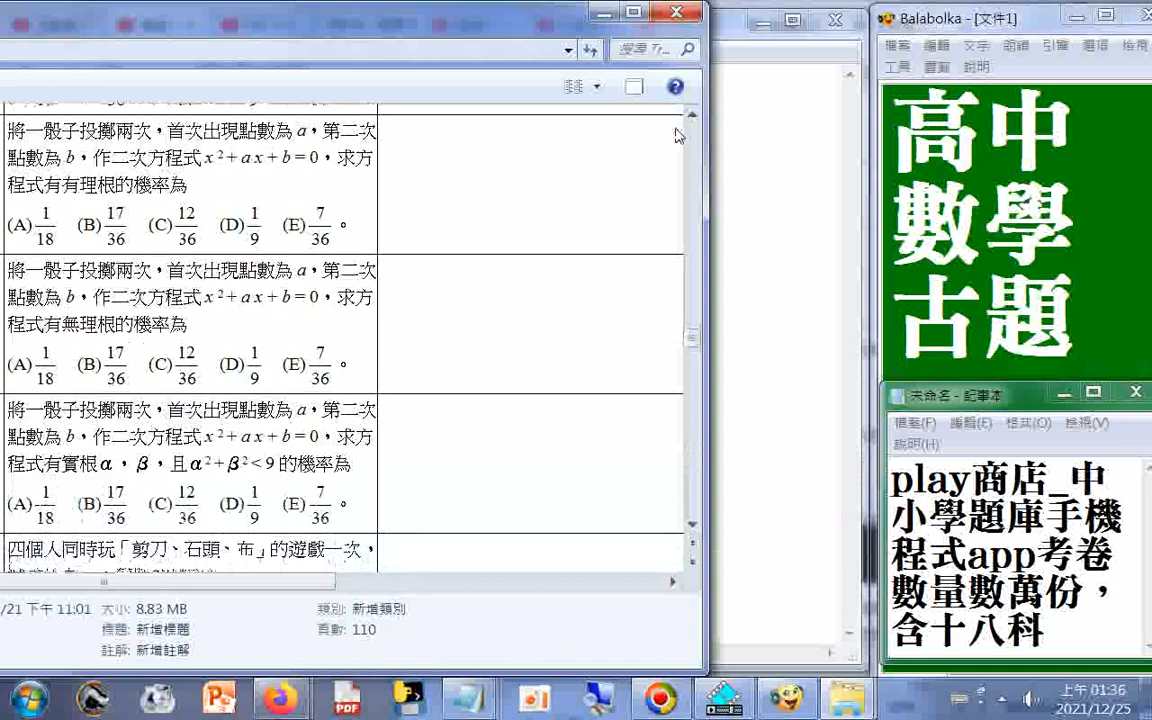 Balabolka - [文件1]
檔案 編輯 文字 朗讀 引擎 選項 檢視
工具 書籤 說明
將一骰子投擲兩次，首次出現點數為 a，第二次
點數為 b，作二次方程式 x²+ax+b=0，求方
程式有有理根的機率為
(A) 1/18 (B) 17/36 (C) 12/36 (D) 1/9 (E) 7/36 。
將一骰子投擲兩次，首次出現點數為 a，第二次
點數為 b，作二次方程式 x²+ax+b=0，求方
程式有無理根的機率為
(A) 1/18 (B) 17/36 (C) 12/36 (D) 1/9 (E) 7/36 。
將一骰子投擲兩次，首次出現點數為 a，第二次
點數為 b，作二次方程式 x²+ax+b=0，求方
程式有實根α，β，且α²+β²<9 的機率為
(A) 1/18 (B) 17/36 (C) 12/36 (D) 1/9 (E) 7/36 。
四個人同時玩「剪刀、石頭、布」的遊戲一次，
/21 下午 11:01 大小: 8.83 MB 類別: 新增類別
標題: 新增標題 頁數: 110
註解: 新增註解
高中
數學
古題
未命名 - 記事本
檔案(F) 編輯(E) 格式(O) 檢視(V)
說明(H)
play商店_中
小學題庫手機
程式app考卷
數量數萬份，
含十八科
上午 01:36
2021/12/25